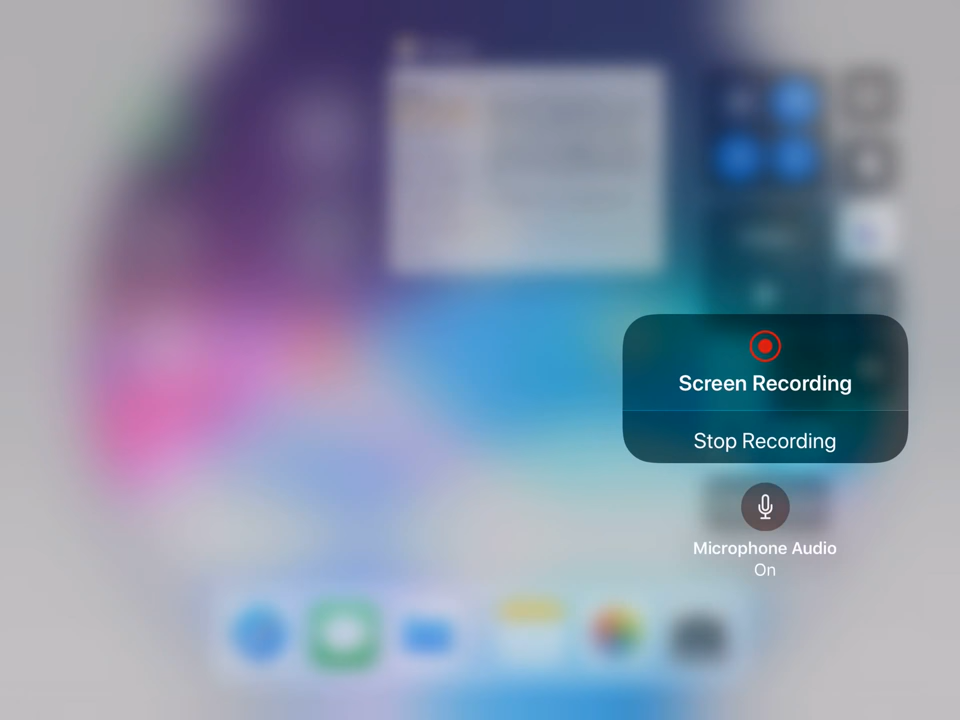 Screen Recording
Stop Recording
Microphone Audio
On